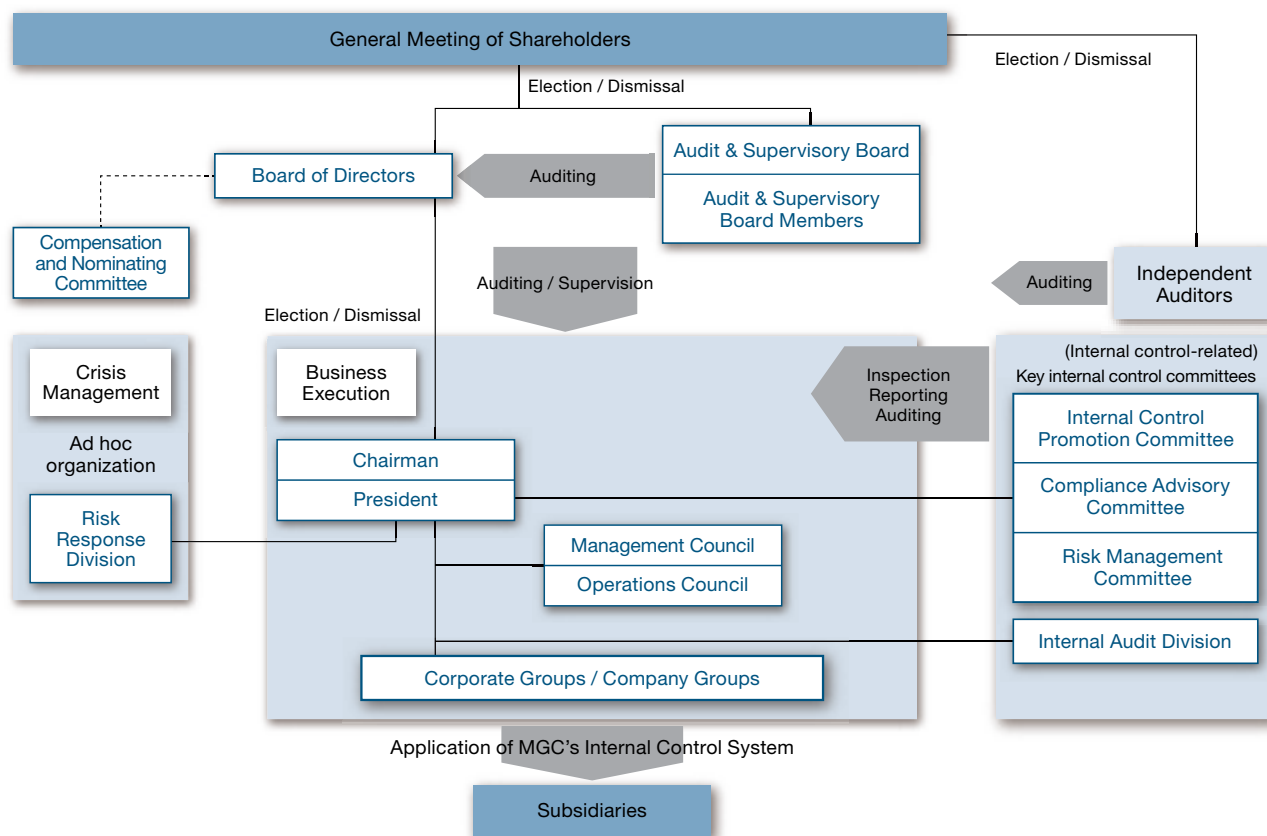 General Meeting of Shareholders
Election / Dismissal
Election / Dismissal
Audit & Supervisory Board
Board of Directors
Auditing
Audit & Supervisory
Board Members
Compensation
and Nominating
Committee
Auditing / Supervision
Auditing
Independent
Auditors
Election / Dismissal
Crisis
Management
Ad hoc
organization
Risk
Response
Division
Business
Execution
Chairman
President
Management Council
Operations Council
Corporate Groups / Company Groups
Inspection
Reporting
Auditing
(Internal control-related)
Key internal control committees
Internal Control
Promotion Committee
Compliance Advisory
Committee
Risk Management
Committee
Internal Audit Division
Application of MGC's Internal Control System
Subsidiaries